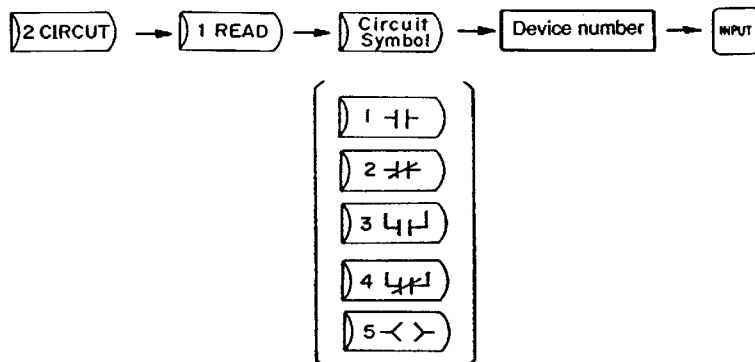 2 CIRCUT
1 READ
Circuit
Symbol
Device number
INPUT
1
2
3
4
5